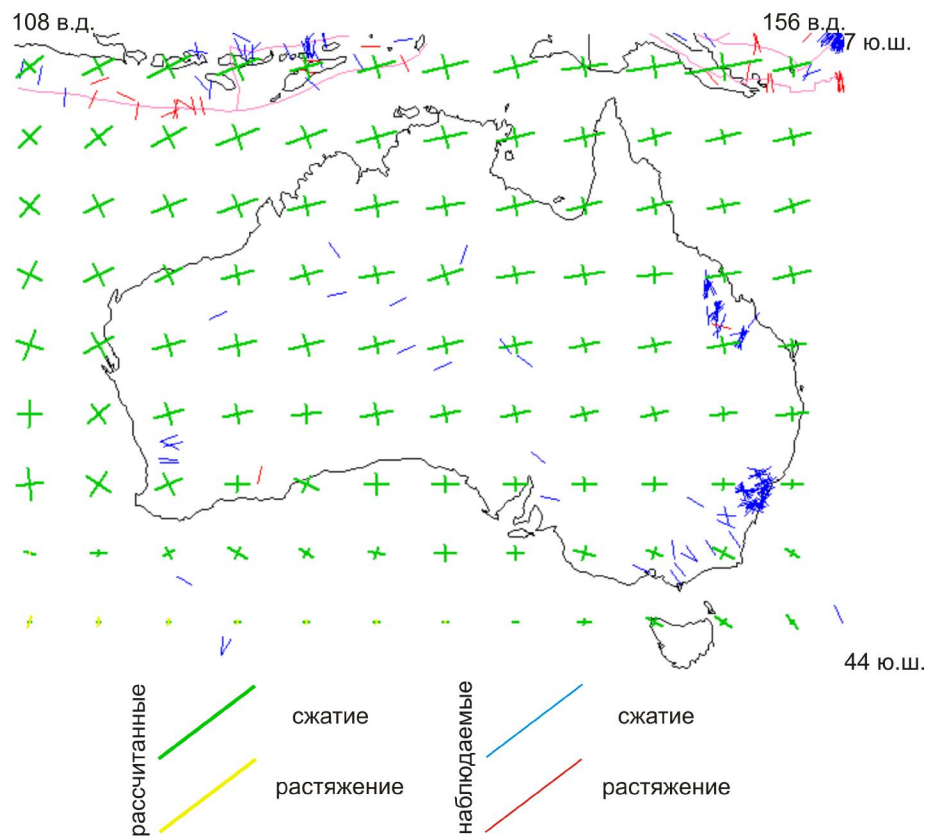 108 в.д.
156 в.д.
7 ю.ш.
44 ю.ш.
рассчитанные
сжатие
растяжение
наблюдаемые
сжатие
растяжение